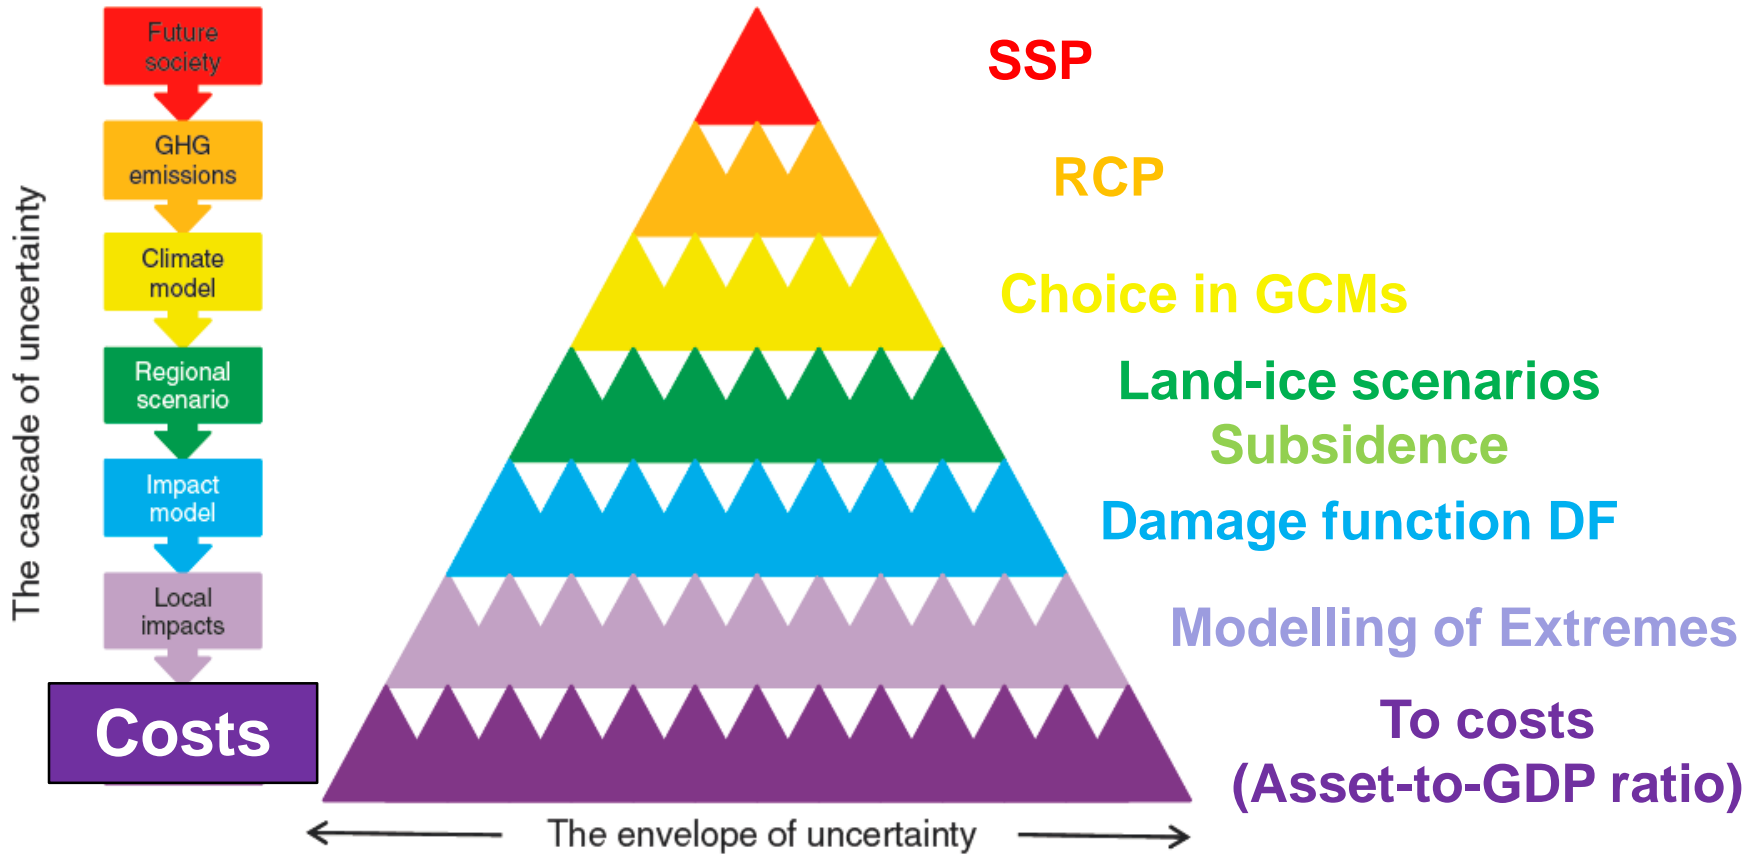 The cascade of uncertainty
Future
society
GHG
emissions
Climate
model
Regional
scenario
Impact
model
Local
impacts
Costs
SSP
RCP
Choice in GCMs
Land-ice scenarios
Subsidence
Damage function DF
Modelling of Extremes
To costs
(Asset-to-GDP ratio)
The envelope of uncertainty